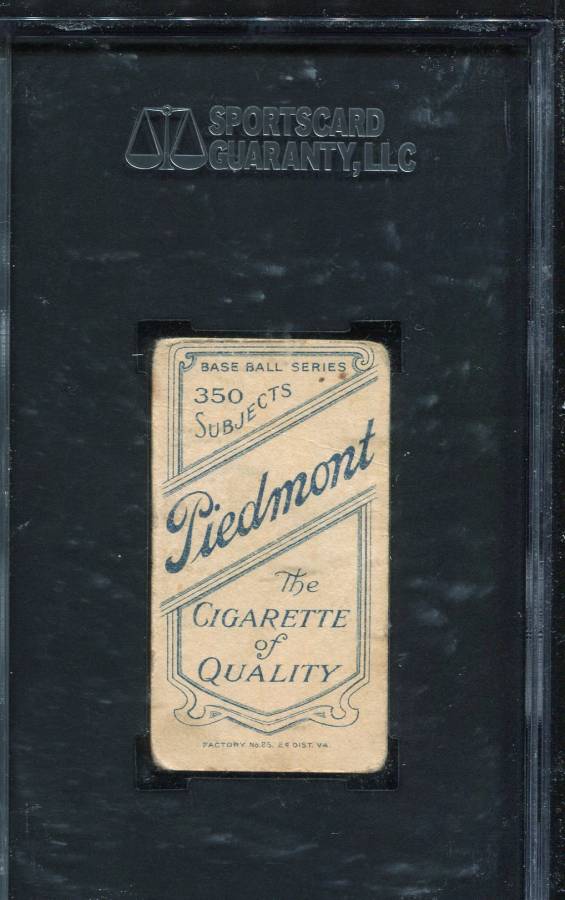 SPORTSCARD
GUARANTY, LLC
BASE BALL SERIES
350
SUBJECTS
Piedmont
The
CIGARETTE
of
QUALITY
FACTORY No. 25, 2D DIST. VA.